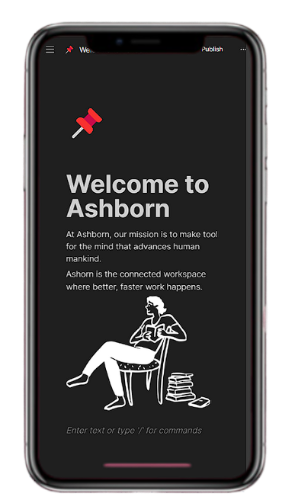 Publish
Welcome to
Ashborn
At Ashborn, our mission is to make tool
for the mind that advances human
mankind.
Ashorn is the connected workspace
where better, faster work happens.
Enter text or type '/' for commands